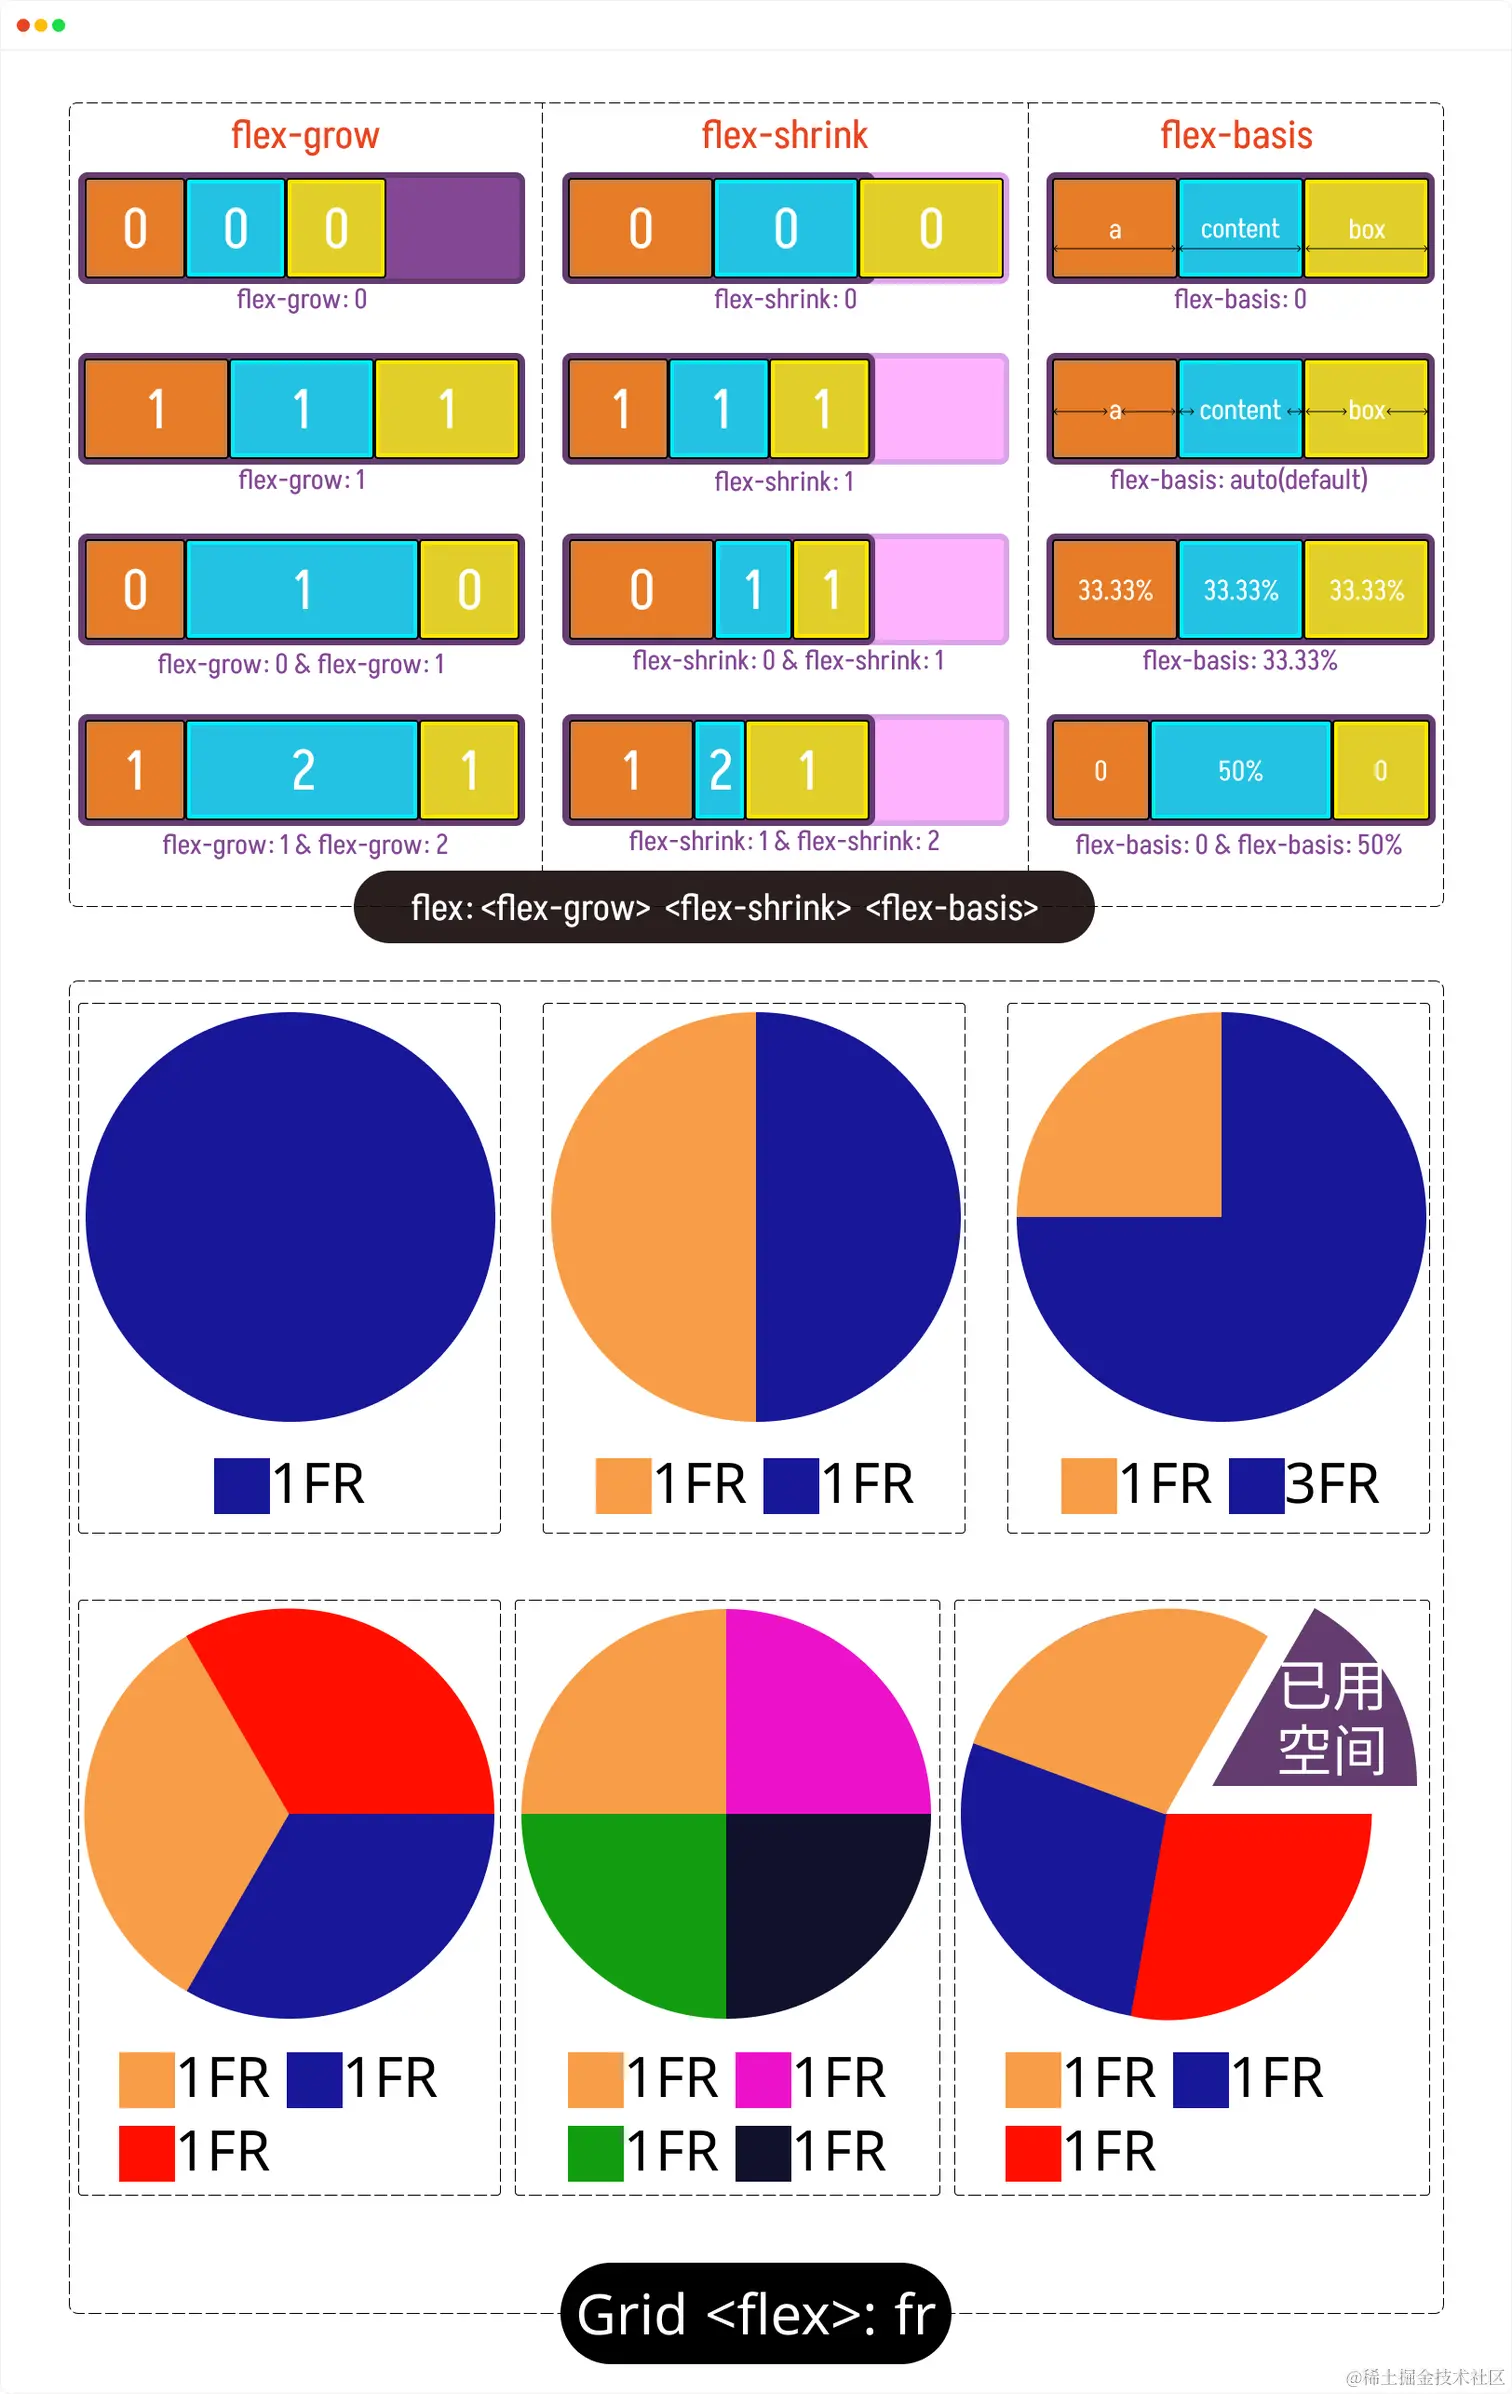 flex-grow
flex-shrink
flex-basis
0 0 0
flex-grow: 0
0 0 0
flex-shrink: 0
a content box
flex-basis: 0
1 1 1
flex-grow: 1
1 1 1
flex-shrink: 1
a content box
flex-basis: auto(default)
0 1 0
flex-grow: 0 & flex-grow: 1
0 1 1
flex-shrink: 0 & flex-shrink: 1
33.33% 33.33% 33.33%
flex-basis: 33.33%
1 2 1
flex-grow: 1 & flex-grow: 2
1 2 1
flex-shrink: 1 & flex-shrink: 2
0 50% 0
flex-basis: 0 & flex-basis: 50%
flex: <flex-grow> <flex-shrink> <flex-basis>
1FR
1FR 1FR
1FR 3FR
1FR 1FR
1FR
1FR 1FR
1FR 1FR
已用
空间
1FR 1FR
1FR
Grid <flex>: fr
@稀土掘金技术社区